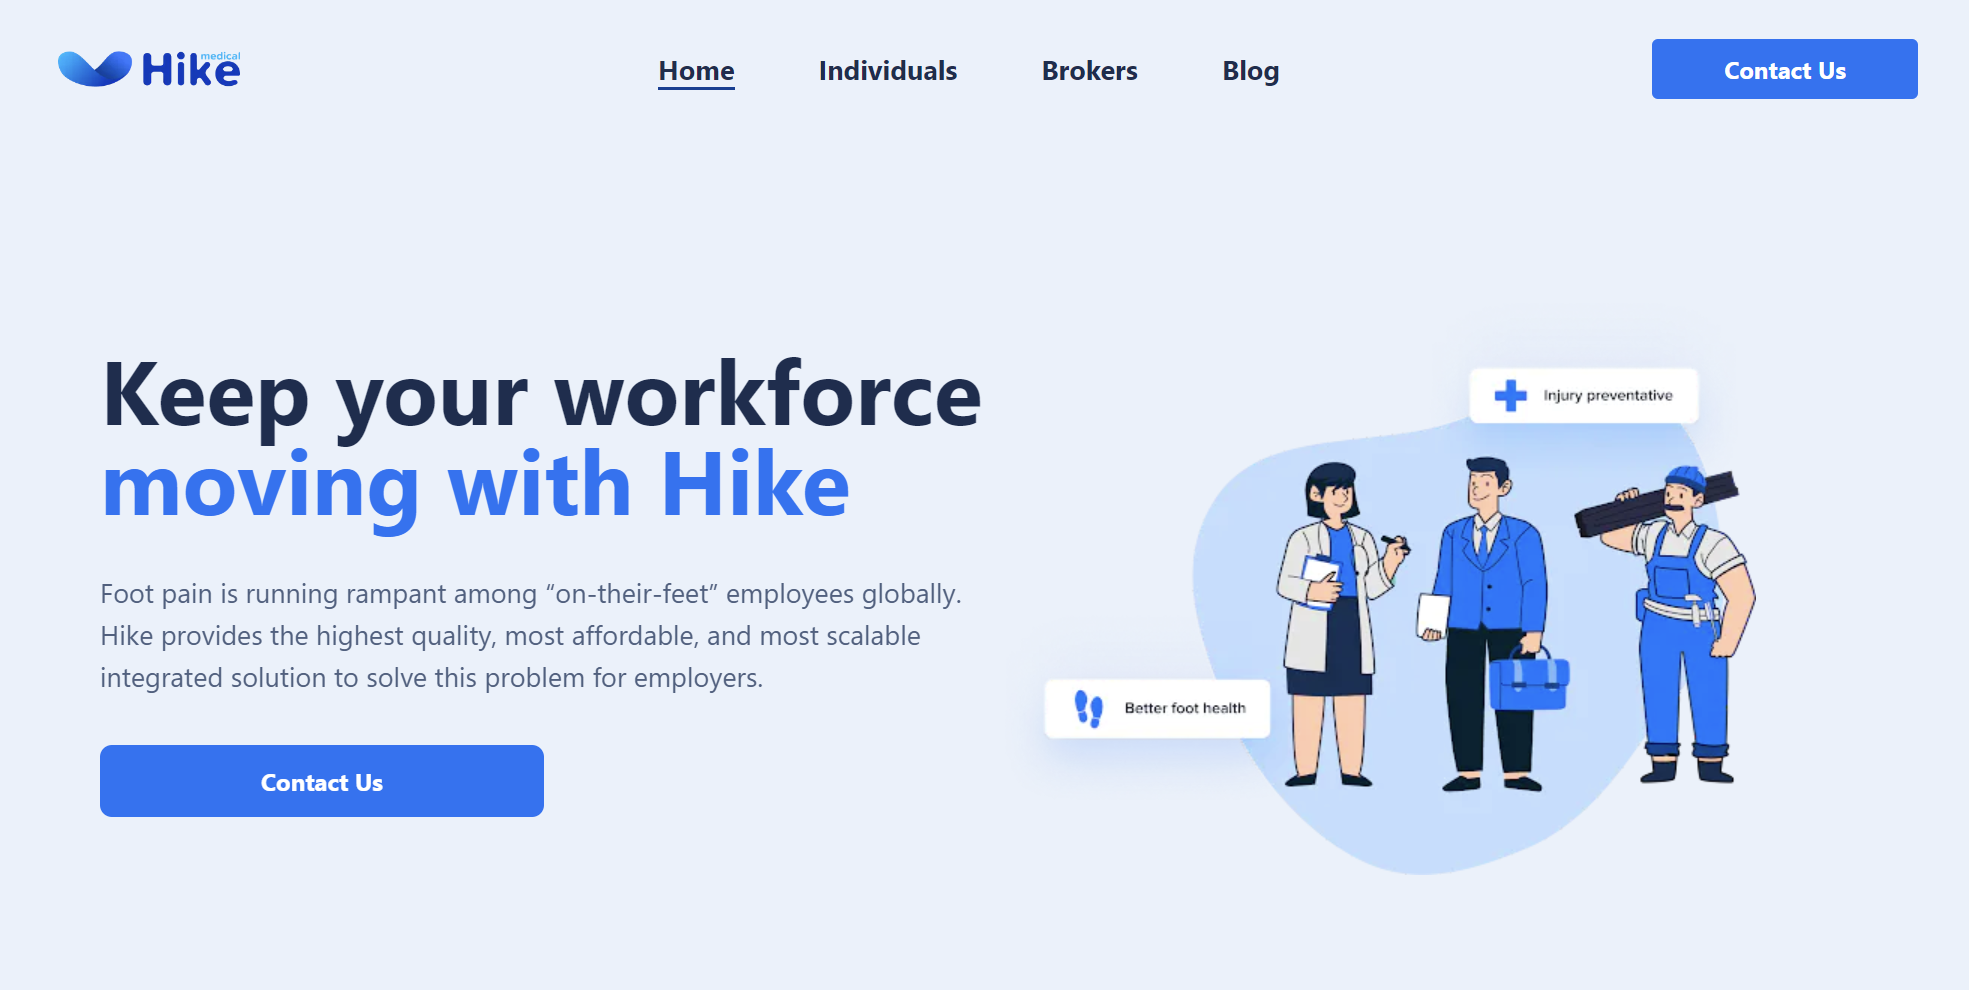 Hike medical
Home
Individuals
Brokers
Blog
Contact Us
Keep your workforce
moving with Hike
Foot pain is running rampant among “on-their-feet” employees globally.
Hike provides the highest quality, most affordable, and most scalable
integrated solution to solve this problem for employers.
Contact Us
Injury preventative
Better foot health